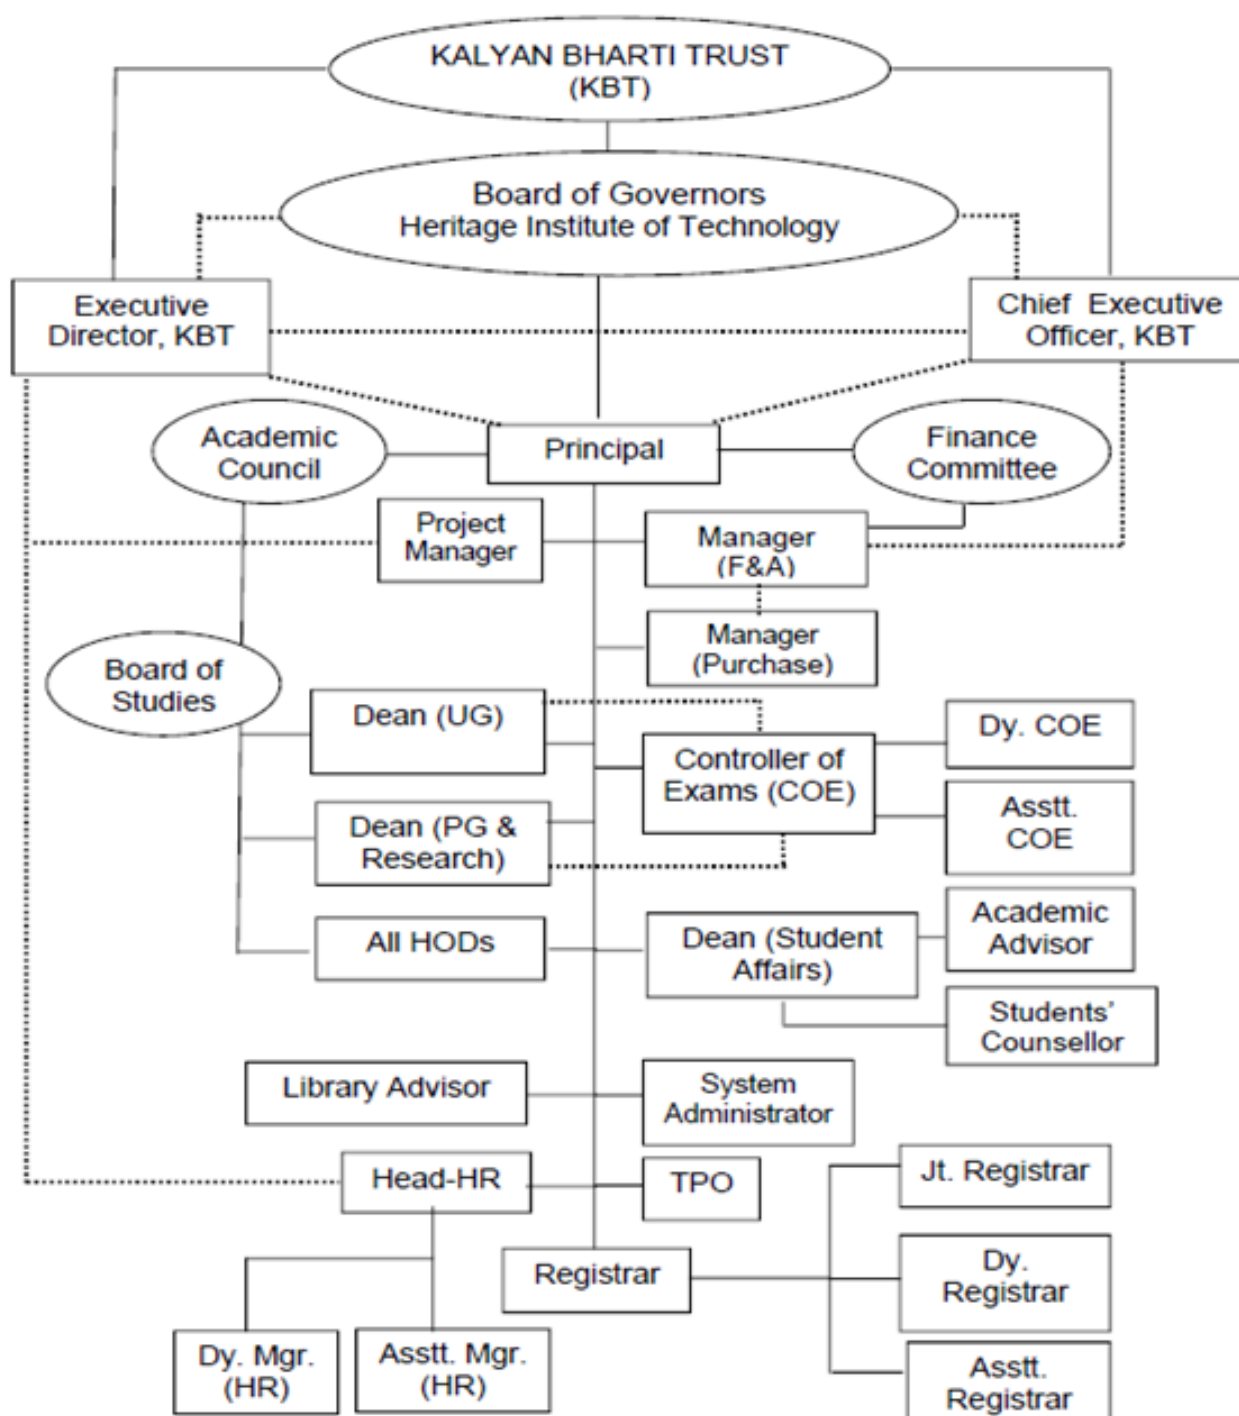 KALYAN BHARTI TRUST
(KBT)
Board of Governors
Heritage Institute of Technology
Executive
Director, KBT
Chief Executive
Officer, KBT
Academic
Council
Principal
Finance
Committee
Project
Manager
Manager
(F&A)
Manager
(Purchase)
Board of
Studies
Dean (UG)
Controller of
Exams (COE)
Dy. COE
Dean (PG &
Research)
Asstt.
COE
All HODs
Dean (Student
Affairs)
Academic
Advisor
Students'
Counsellor
Library Advisor
System
Administrator
Head-HR
TPO
Jt. Registrar
Registrar
Dy.
Registrar
Dy. Mgr.
(HR)
Asstt. Mgr.
(HR)
Asstt.
Registrar